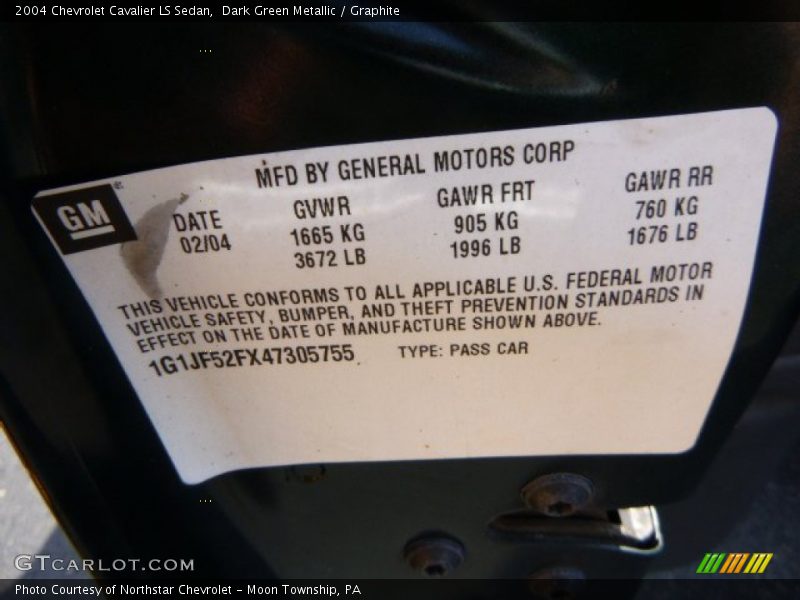 2004 Chevrolet Cavalier LS Sedan,  Dark Green Metallic / Graphite
MFD BY GENERAL MOTORS CORP
GM
DATE GVWR GAWR FRT GAWR RR
02/04 1665 KG 905 KG 760 KG
3672 LB 1996 LB 1676 LB
THIS VEHICLE CONFORMS TO ALL APPLICABLE U.S. FEDERAL MOTOR
VEHICLE SAFETY, BUMPER, AND THEFT PREVENTION STANDARDS IN
EFFECT ON THE DATE OF MANUFACTURE SHOWN ABOVE.
1G1JF52FX47305755 TYPE: PASS CAR
GTCARLOT.COM
Photo Courtesy of Northstar Chevrolet - Moon Township, PA